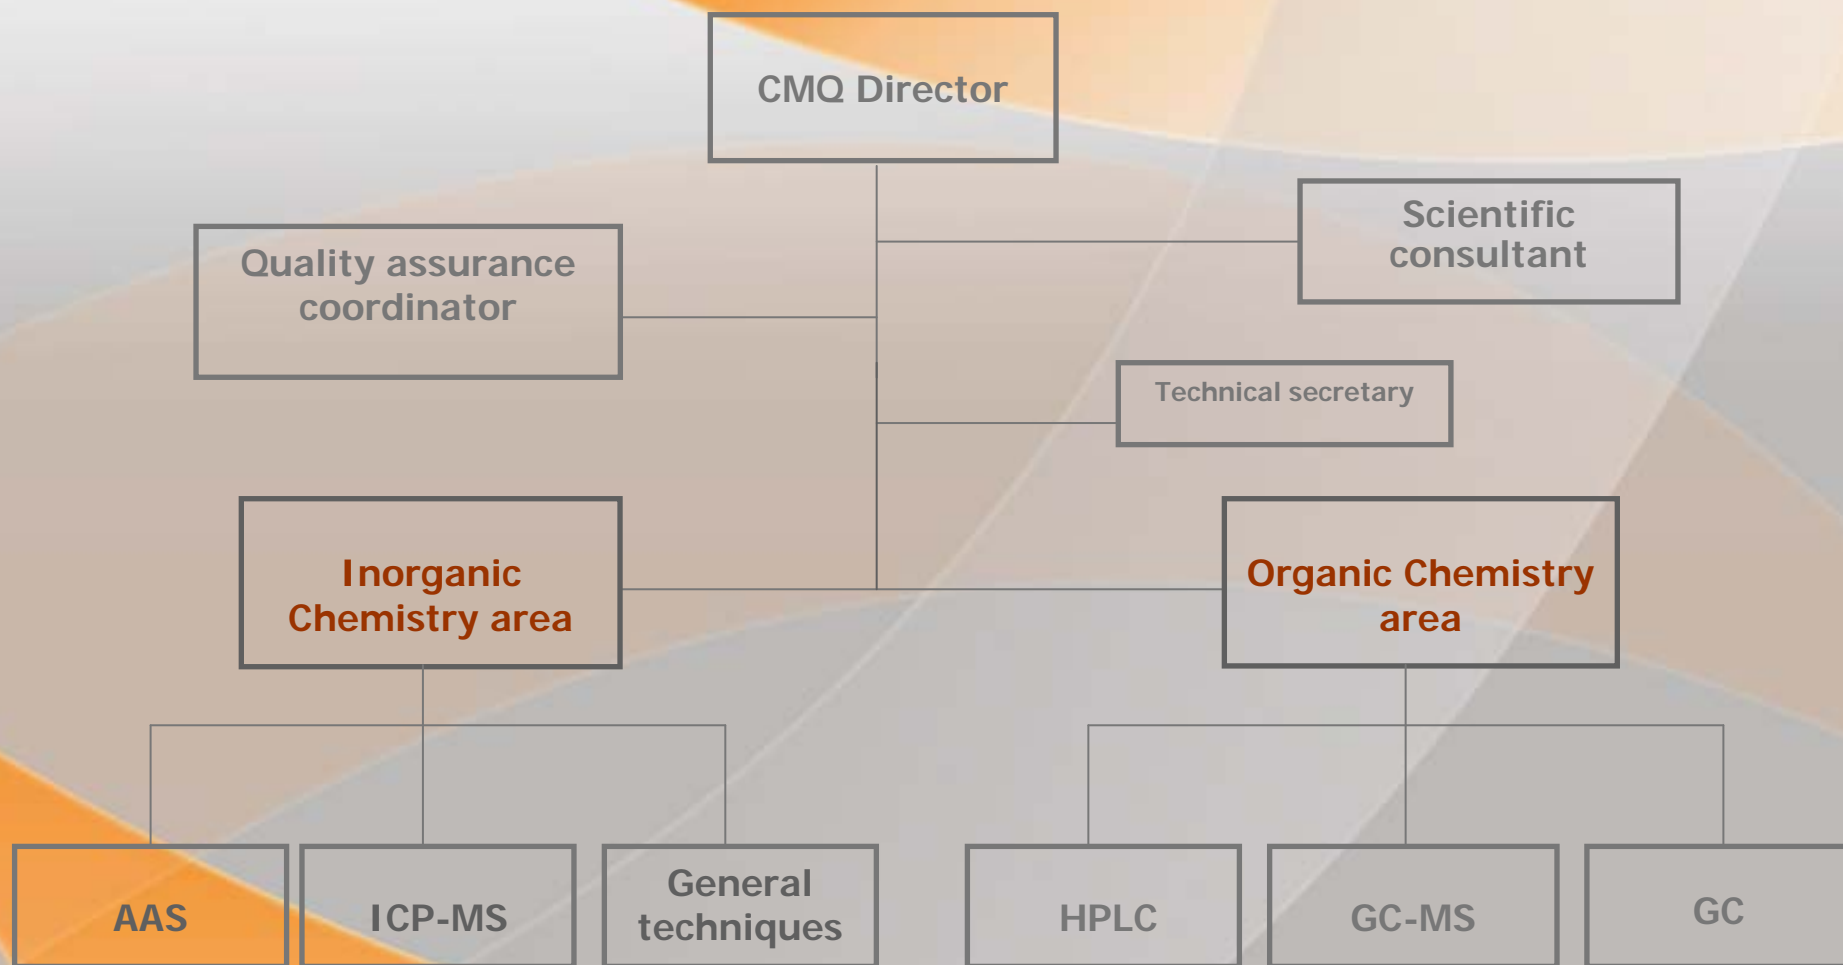 CMQ Director
Scientific
consultant
Quality assurance
coordinator
Technical secretary
Inorganic
Chemistry area
Organic Chemistry
area
AAS
ICP-MS
General
techniques
HPLC
GC-MS
GC